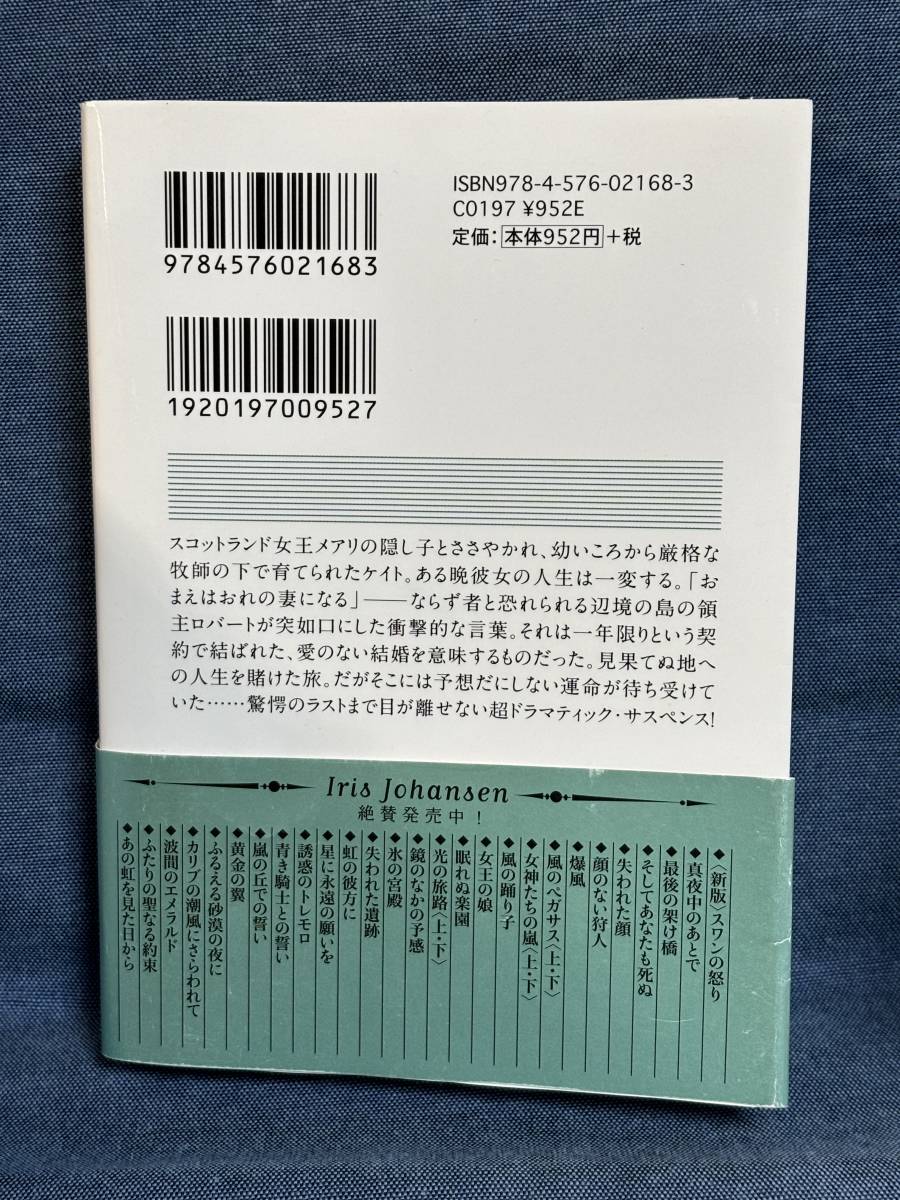 ISBN978-4-576-02168-3
C0197 ¥952E
定価：本体952円＋税
9784576021683
1920197009527
スコットランド女王メアリの隠し子とささやかれ、幼いころから厳格な
牧師の下で育てられたケイト。ある晩彼女の人生は一変する。「お
まえはおれの妻になる」――ならず者と恐れられる辺境の島の領
主ロバートが突如口にした衝撃的な言葉。それは一年限りという契
約で結ばれた、愛のない結婚を意味するものだった。見果てぬ地へ
の人生を賭けた旅。だがそこには予想だにしない運命が待ち受けて
いた……驚愕のラストまで目が離せない超ドラマティック・サスペンス！
Iris Johansen
絶賛発売中！
◆〈新版〉スワンの怒り
◆真夜中のあとで
◆最後の架け橋
◆そしてあなたも死ぬ
◆失われた顔
◆顔のない狩人
◆爆風
◆風のペガサス〈上・下〉
◆女神たちの嵐〈上・下〉
◆風の踊り子
◆女王の娘
◆眠れぬ楽園
◆光の旅路〈上・下〉
◆鏡のなかの予感
◆氷の宮殿
◆失われた遺跡
◆虹の彼方に
◆星に永遠の願いを
◆誘惑のトレモロ
◆青き騎士との誓い
◆嵐の丘での誓い
◆黄金の翼
◆ふるえる砂漠の夜に
◆カリブの潮風にさらわれて
◆波間のエメラルド
◆ふたりの聖なる約束
◆あの虹を見た日から